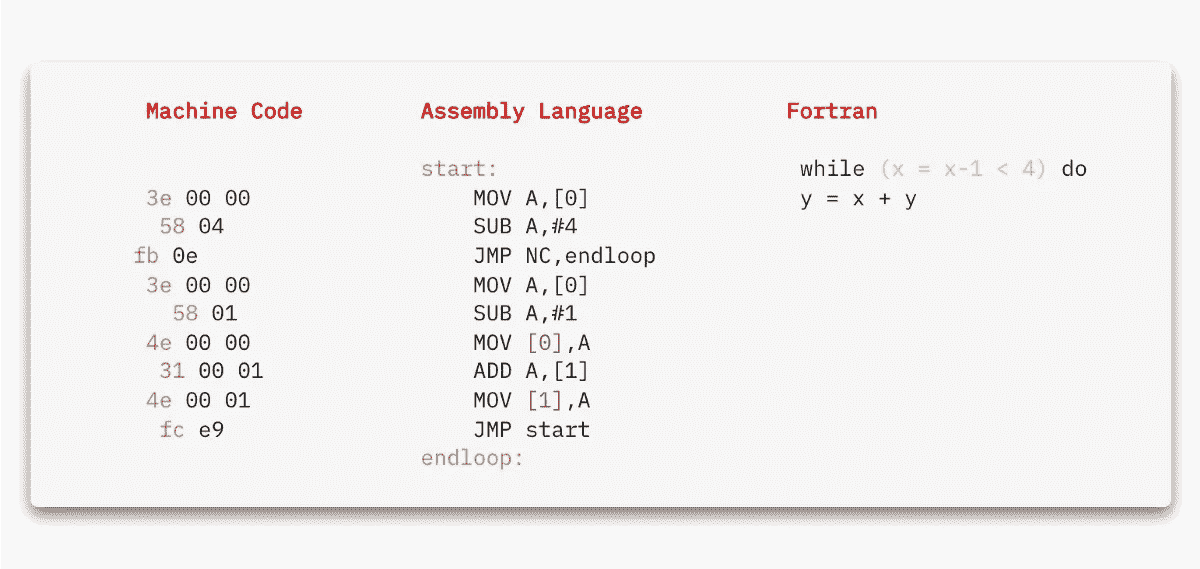 Machine Code
3e 00 00
58 04
fb 0e
3e 00 00
58 01
4e 00 00
31 00 01
4e 00 01
fc e9
Assembly Language
start:
MOV A,[0]
SUB A,#4
JMP NC,endloop
MOV A,[0]
SUB A,#1
MOV [0],A
ADD A,[1]
MOV [1],A
JMP start
endloop:
Fortran
while (x = x-1 < 4) do
y = x + y